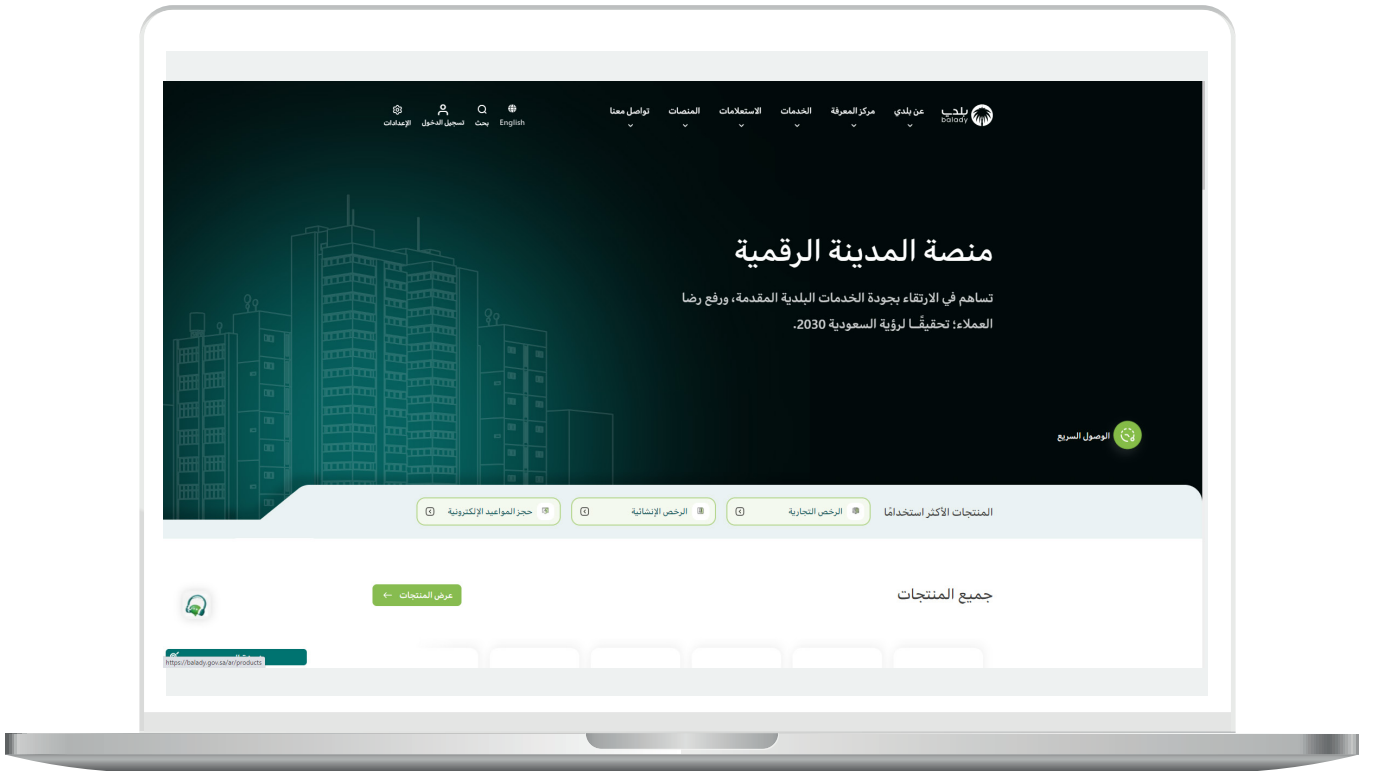 بلدي
balady
عن بلدي
مركز المعرفة
الخدمات
الاستعلامات
المنصات
تواصل معنا
English
بحث
تسجيل الدخول
الإعدادات
منصة المدينة الرقمية
تساهم في الارتقاء بجودة الخدمات البلدية المقدمة، ورفع رضا
العملاء؛ تحقيقًــا لرؤية السعودية 2030.
الوصول السريع
المنتجات الأكثر استخدامًا
الرخص التجارية
الرخص الإنشائية
حجز المواعيد الإلكترونية
جميع المنتجات
عرض المنتجات
https://balady.gov.sa/ar/products